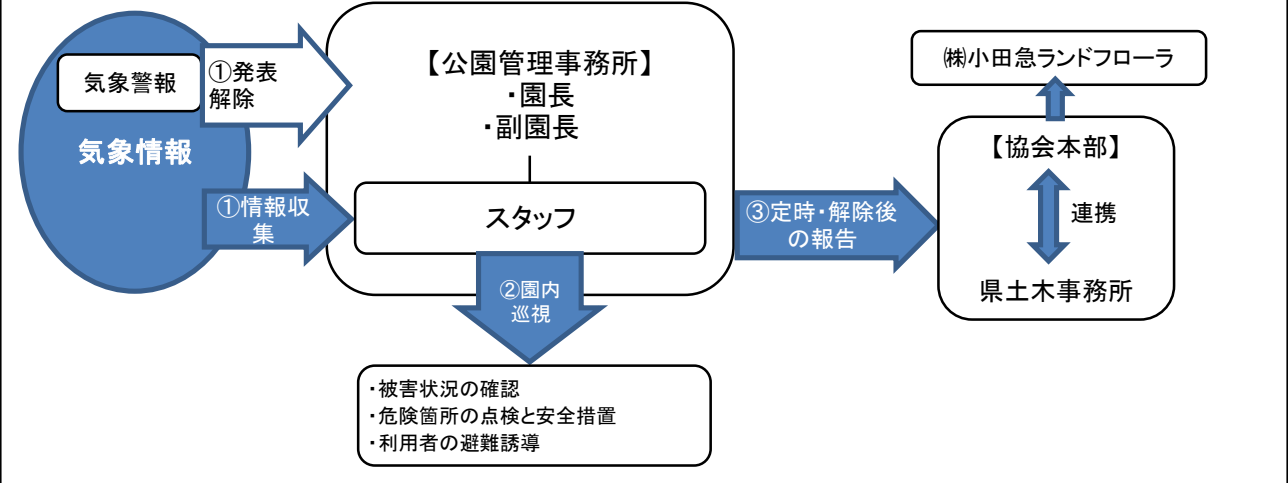 気象警報
気象情報
①発表
解除
①情報収
集
【公園管理事務所】
・園長
・副園長
スタッフ
②園内
巡視
・被害状況の確認
・危険箇所の点検と安全措置
・利用者の避難誘導
③定時・解除後
の報告
㈱小田急ランドフローラ
【協会本部】
連携
県土木事務所